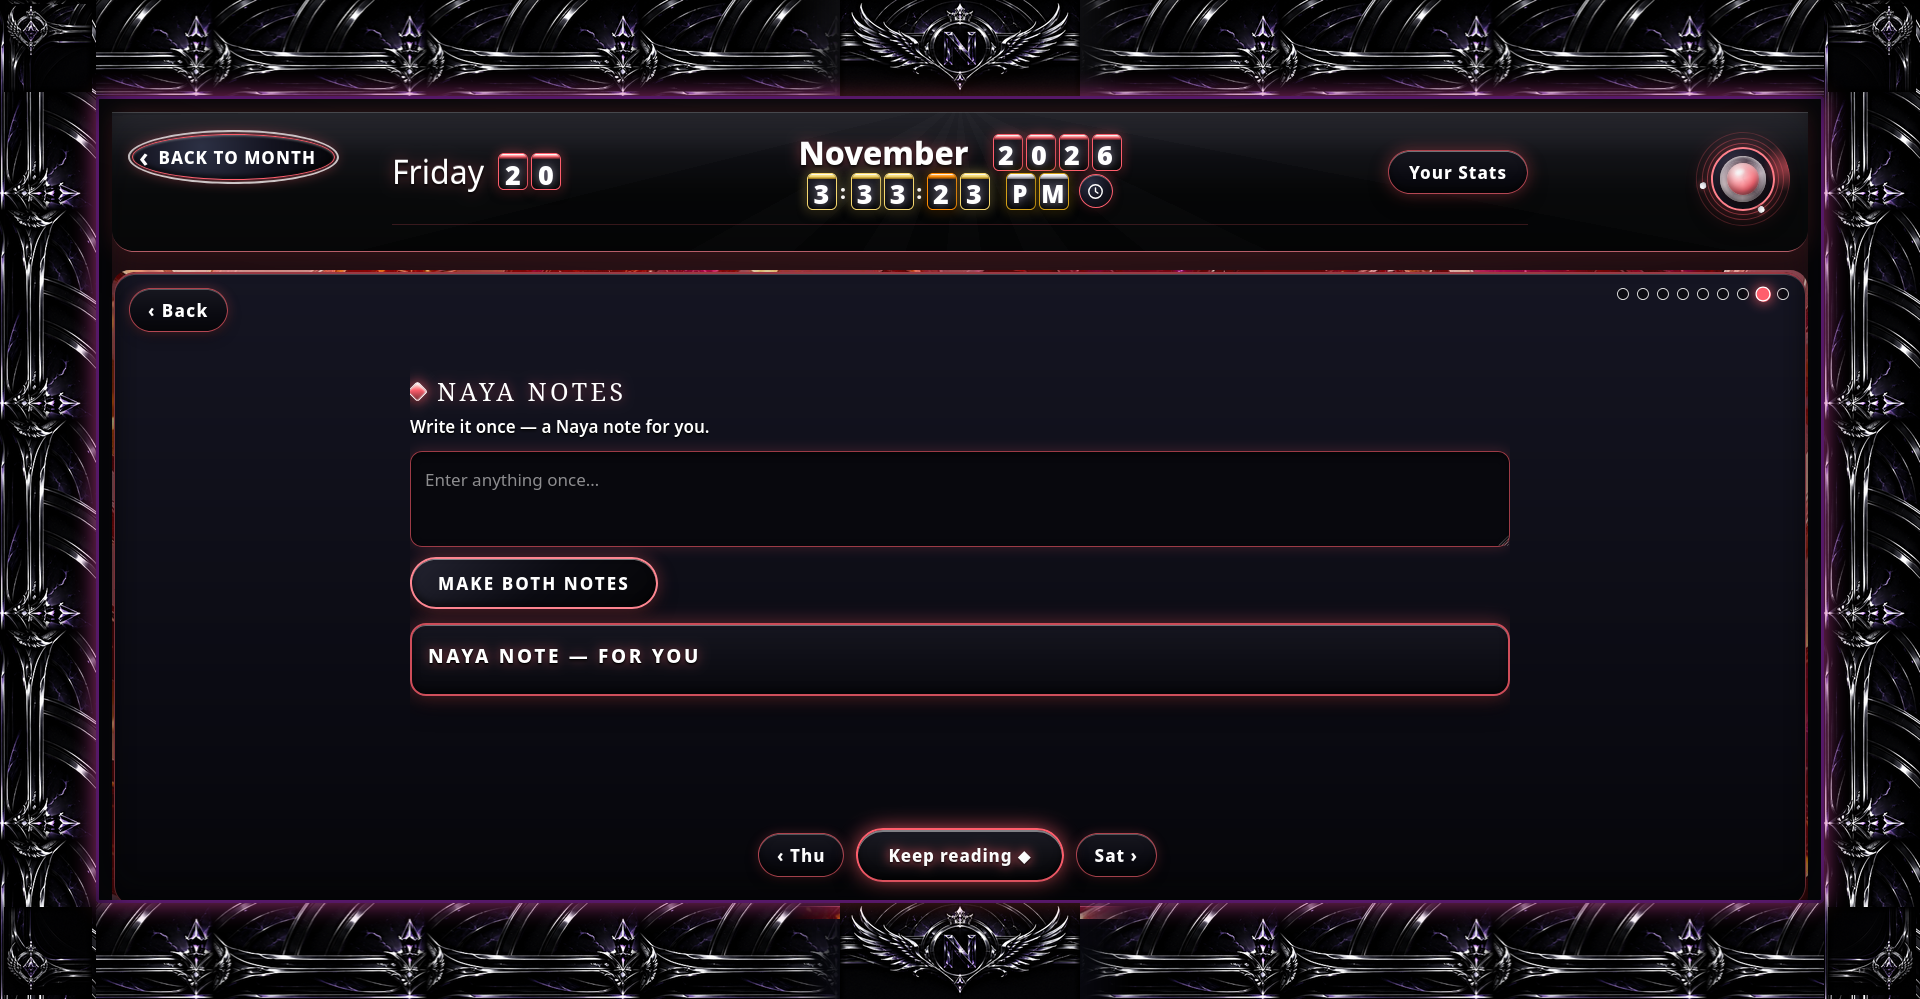 N
‹ BACK TO MONTH
Friday 20
November 2026
3:33:23 PM
Your Stats
‹ Back
NAYA NOTES
Write it once — a Naya note for you.
Enter anything once...
MAKE BOTH NOTES
NAYA NOTE — FOR YOU
‹ Thu
Keep reading ◆
Sat ›
N